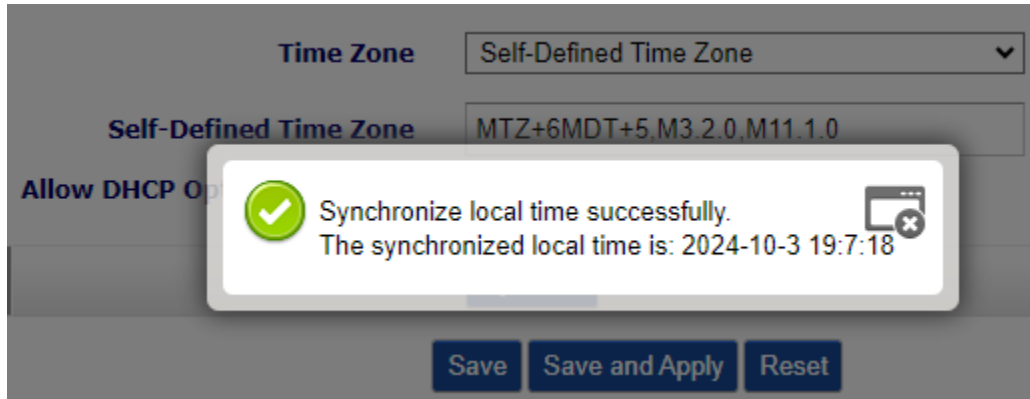 Time Zone
Self-Defined Time Zone
Self-Defined Time Zone
MTZ+6MDT+5,M3.2.0,M11.1.0
Allow DHCP
Synchronize local time successfully.
The synchronized local time is: 2024-10-3 19:7:18
Save
Save and Apply
Reset